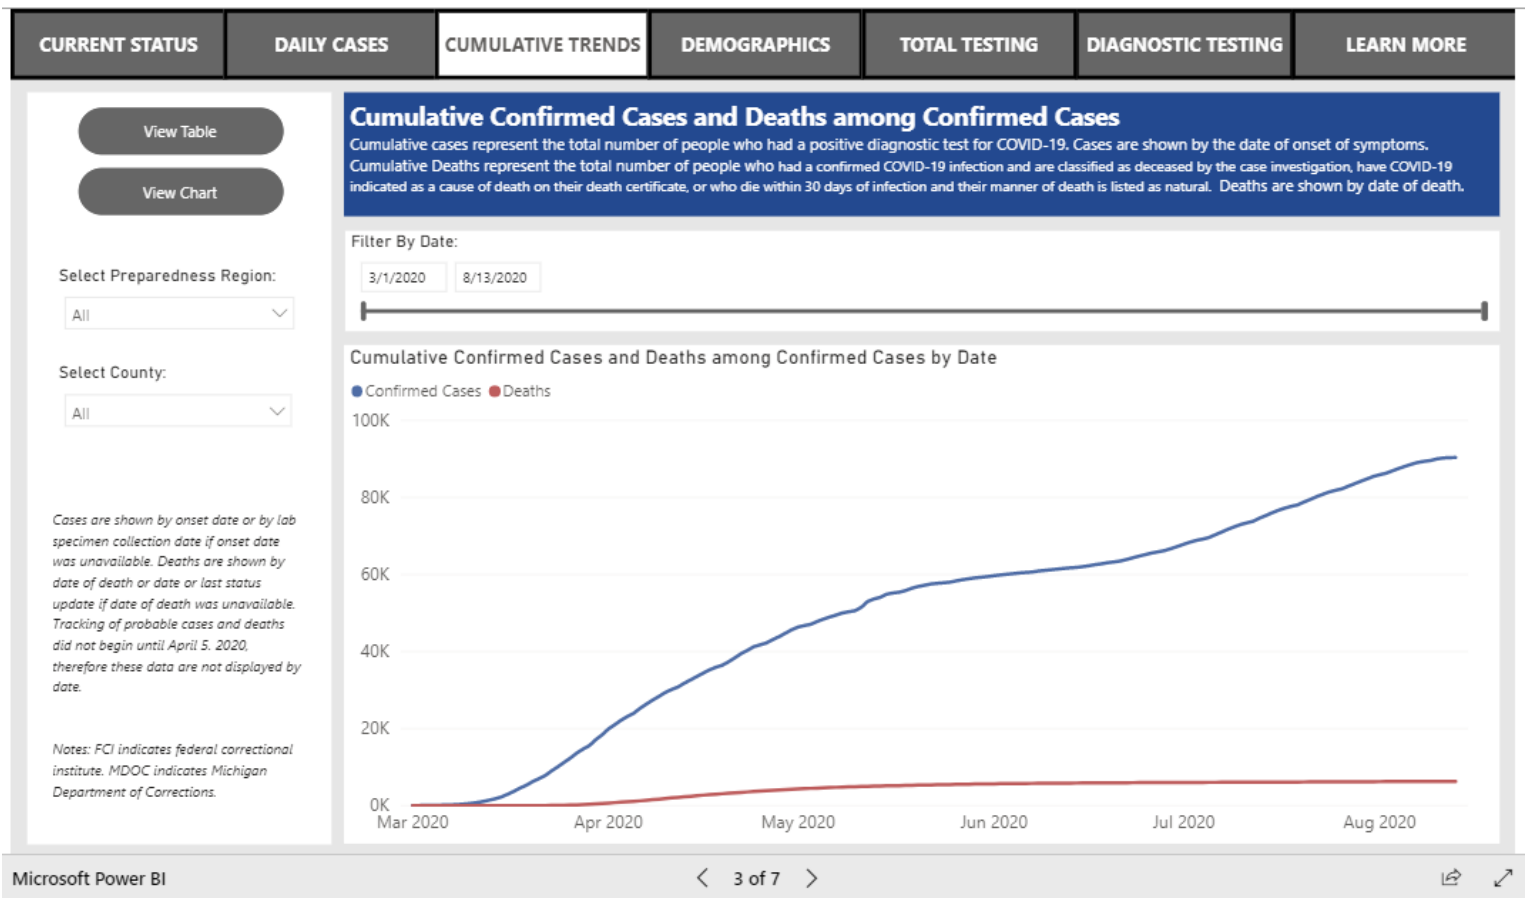 CURRENT STATUS
DAILY CASES
CUMULATIVE TRENDS
DEMOGRAPHICS
TOTAL TESTING
DIAGNOSTIC TESTING
LEARN MORE
View Table
View Chart
Select Preparedness Region:
All
Select County:
All
Cases are shown by onset date or by lab
specimen collection date if onset date
was unavailable. Deaths are shown by
date of death or date or last status
update if date of death was unavailable.
Tracking of probable cases and deaths
did not begin until April 5. 2020,
therefore these data are not displayed by
date.
Notes: FCI indicates federal correctional
institute. MDOC indicates Michigan
Department of Corrections.
Cumulative Confirmed Cases and Deaths among Confirmed Cases
Cumulative cases represent the total number of people who had a positive diagnostic test for COVID-19. Cases are shown by the date of onset of symptoms.
Cumulative Deaths represent the total number of people who had a confirmed COVID-19 infection and are classified as deceased by the case investigation, have COVID-19
indicated as a cause of death on their death certificate, or who die within 30 days of infection and their manner of death is listed as natural. Deaths are shown by date of death.
Filter By Date:
3/1/2020
8/13/2020
Cumulative Confirmed Cases and Deaths among Confirmed Cases by Date
Confirmed Cases
Deaths
100K
80K
60K
40K
20K
0K
Mar 2020
Apr 2020
May 2020
Jun 2020
Jul 2020
Aug 2020
Microsoft Power BI
3 of 7